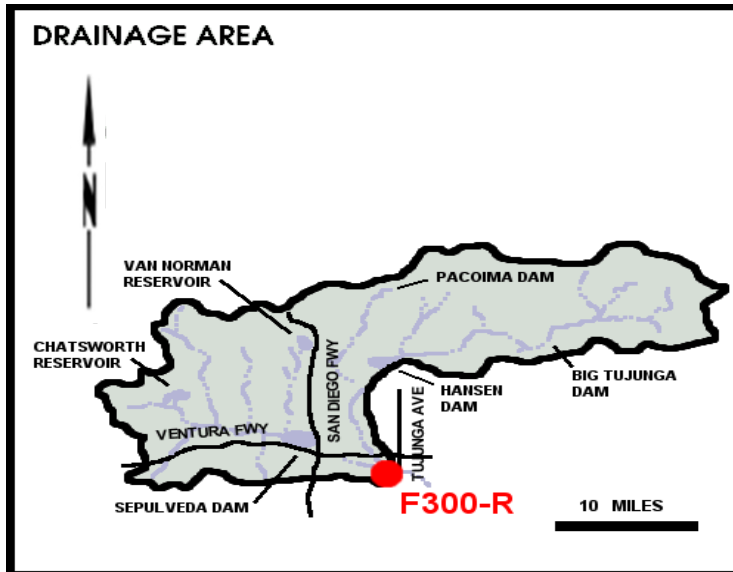 DRAINAGE AREA
N
VAN NORMAN
RESERVOIR
PACOIMA DAM
CHATSWORTH
RESERVOIR
SAN DIEGO FWY
HANSEN
DAM
BIG TUJUNGA
DAM
TUJUNGA AVE
VENTURA FWY
SEPULVEDA DAM
F300-R
10 MILES